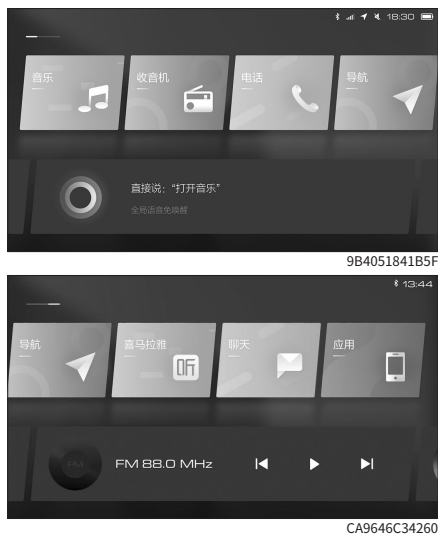 18:30
音乐
收音机
电话
导航
直接说：“打开音乐”
全局语音免唤醒
9B4051841B5F
13:44
导航
喜马拉雅
聊天
应用
听
FM
FM 88.0 MHz
CA9646C34260